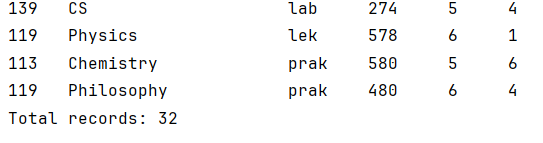 139 CS lab 274 5 4
119 Physics lek 578 6 1
113 Chemistry prak 580 5 6
119 Philosophy prak 480 6 4
Total records: 32